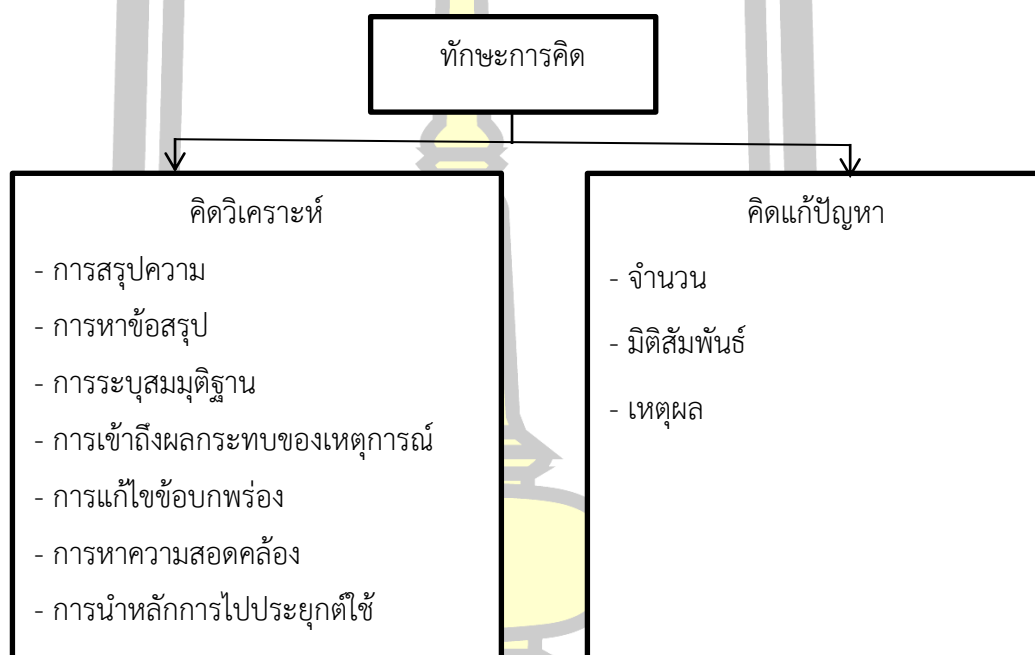 ทักษะการคิด
คิดวิเคราะห์
- การสรุปความ
- การหาข้อสรุป
- การระบุสมมุติฐาน
- การเข้าถึงผลกระทบของเหตุการณ์
- การแก้ไขข้อบกพร่อง
- การหาความสอดคล้อง
- การนำหลักการไปประยุกต์ใช้
คิดแก้ปัญหา
- จำนวน
- มิติสัมพันธ์
- เหตุผล